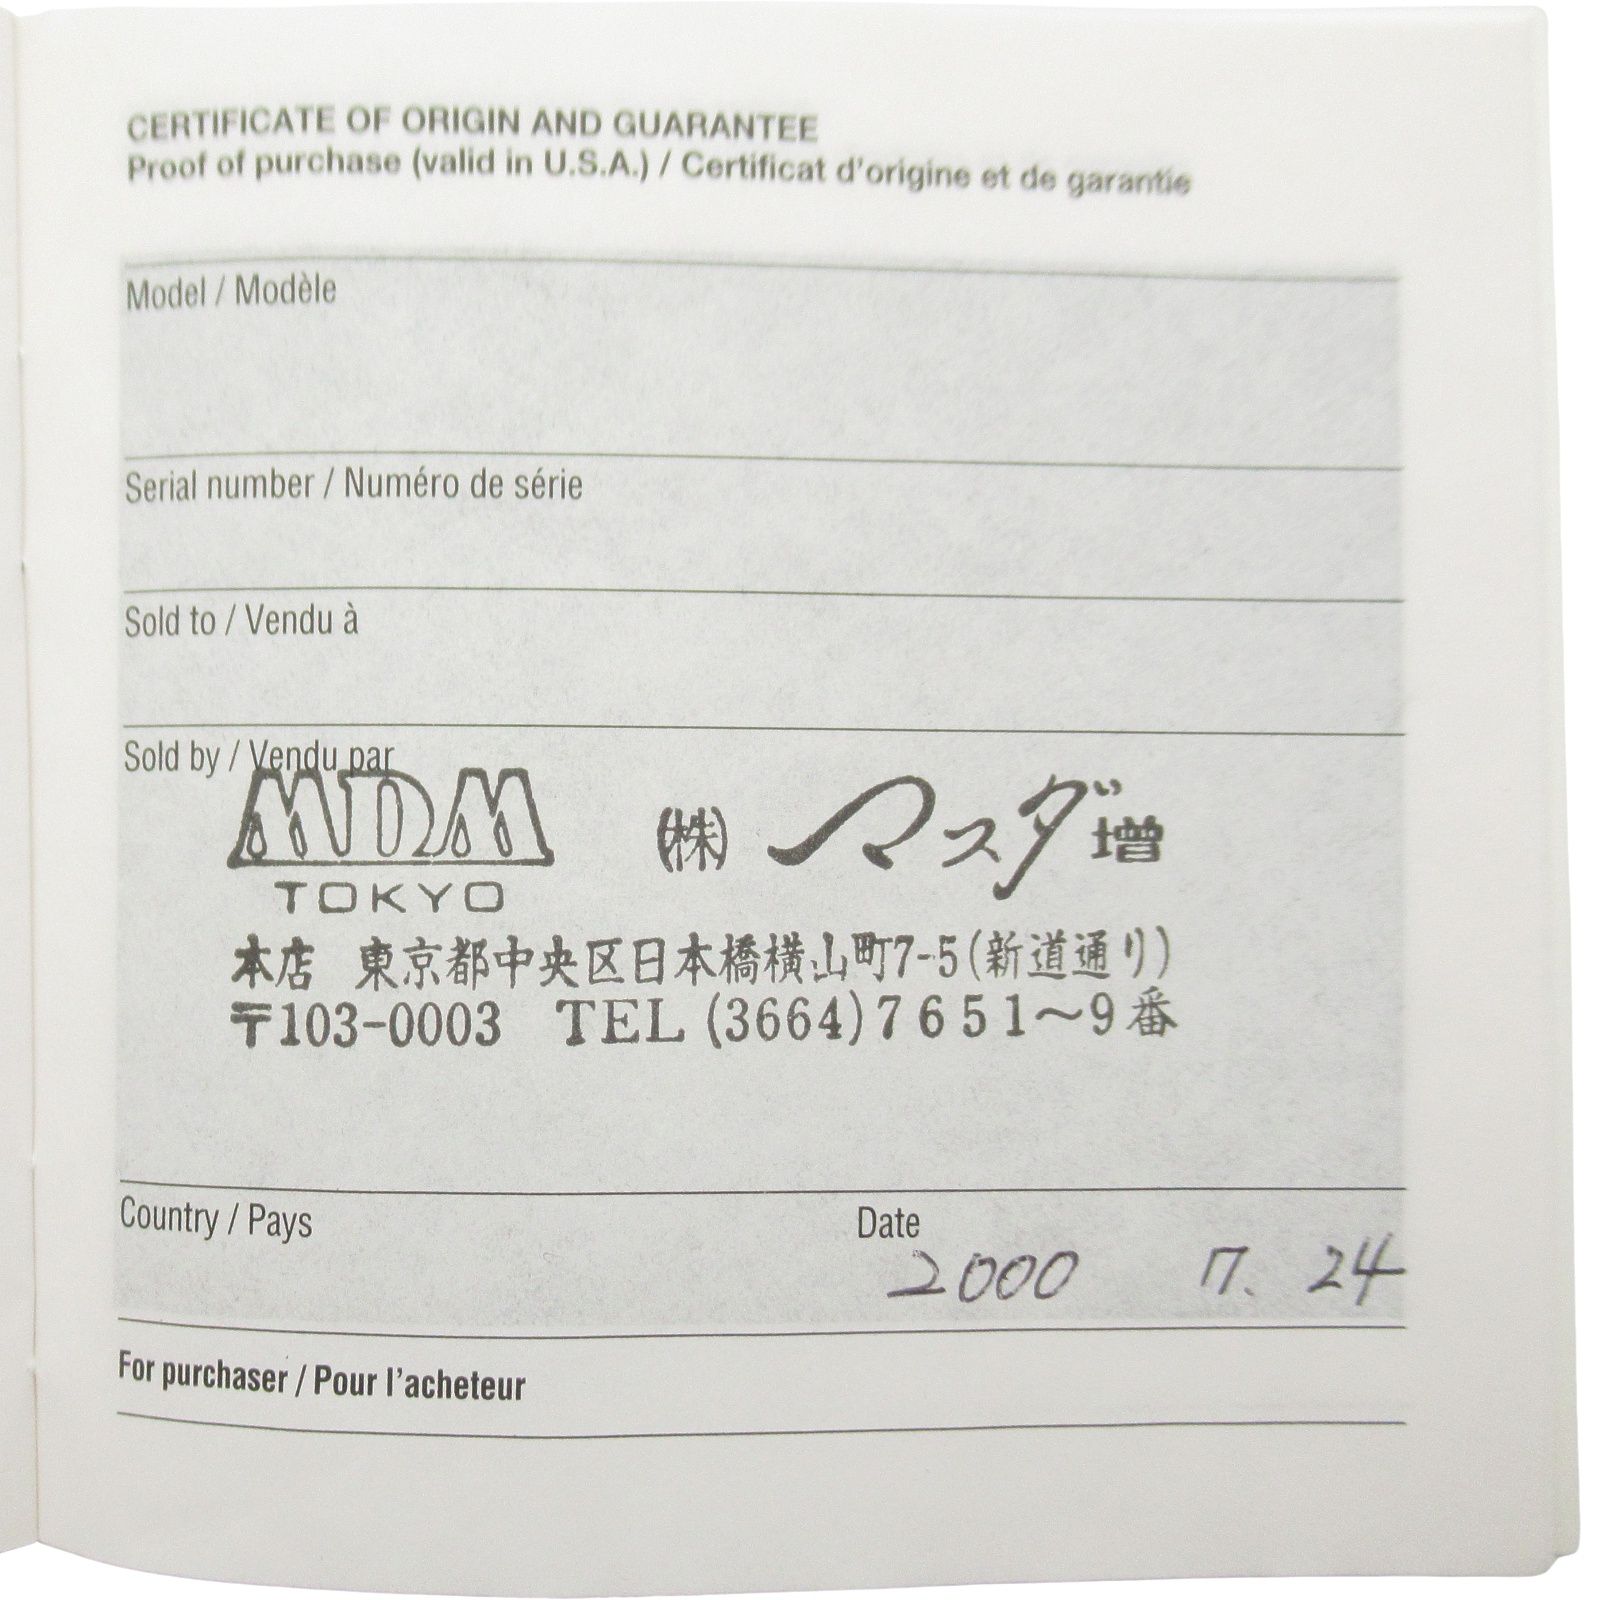 CERTIFICATE OF ORIGIN AND GUARANTEE
Proof of purchase (valid in U.S.A.) / Certificat d'origine et de garantie
Model / Modèle
Serial number / Numéro de série
Sold to / Vendu à
Sold by / Vendu par
MDM
TOKYO
(株) マスダ増
本店 東京都中央区日本橋横山町7-5(新道通り)
〒103-0003 TEL (3664) 7651～9番
Country / Pays
Date
2000 7. 24
For purchaser / Pour l'acheteur